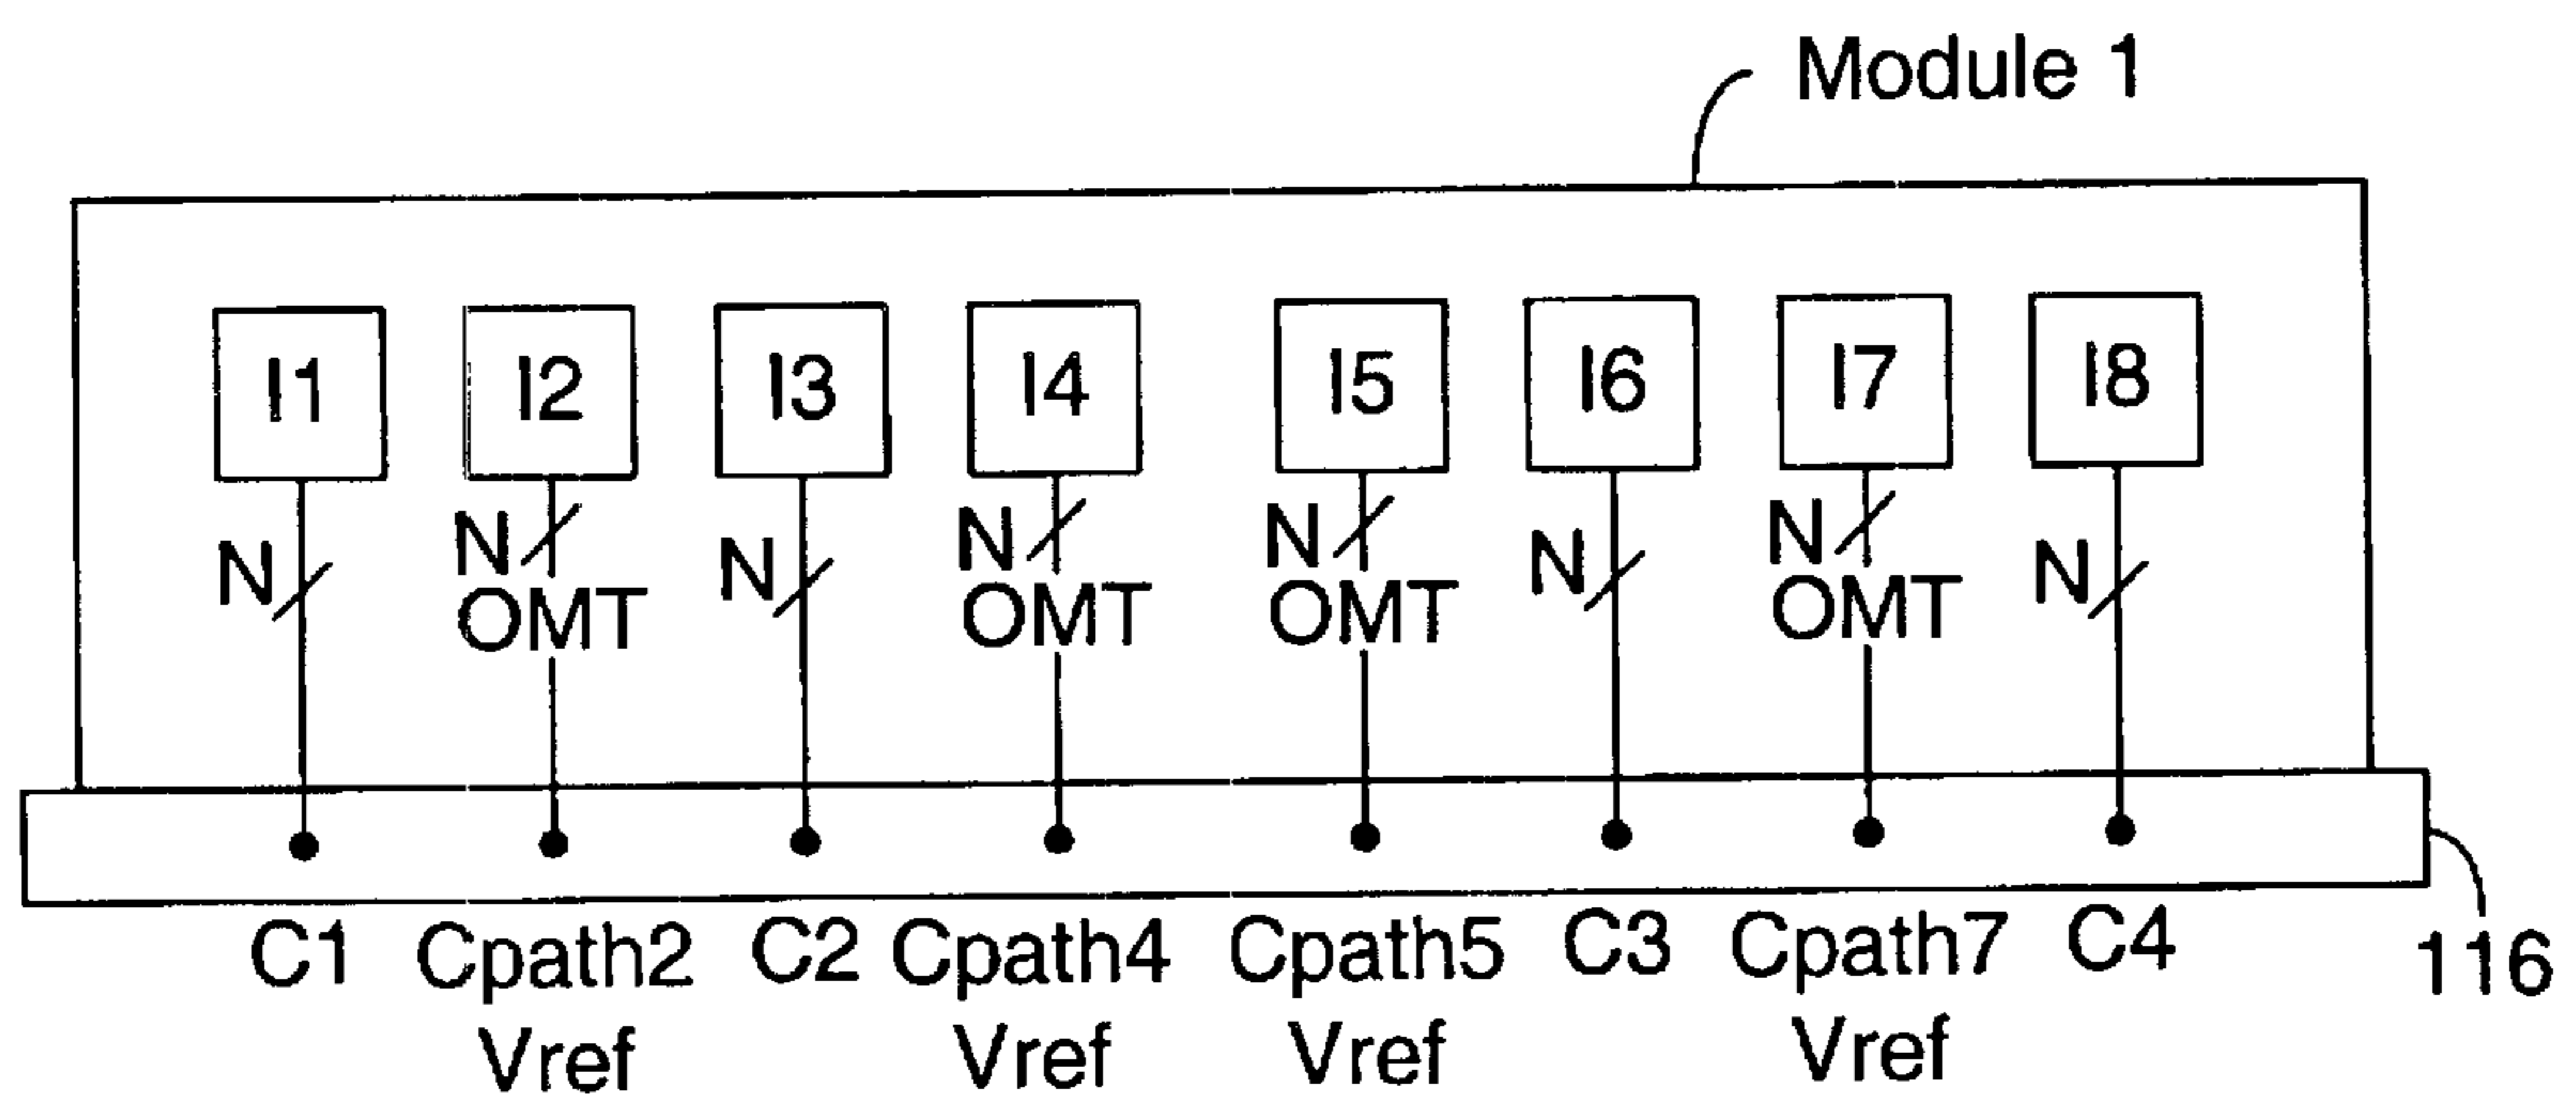 Module 1
I1 I2 I3 I4 I5 I6 I7 I8
N N N N N N N N
OMT OMT OMT OMT
C1 Cpath2 C2 Cpath4 Cpath5 C3 Cpath7 C4
Vref Vref Vref Vref
116